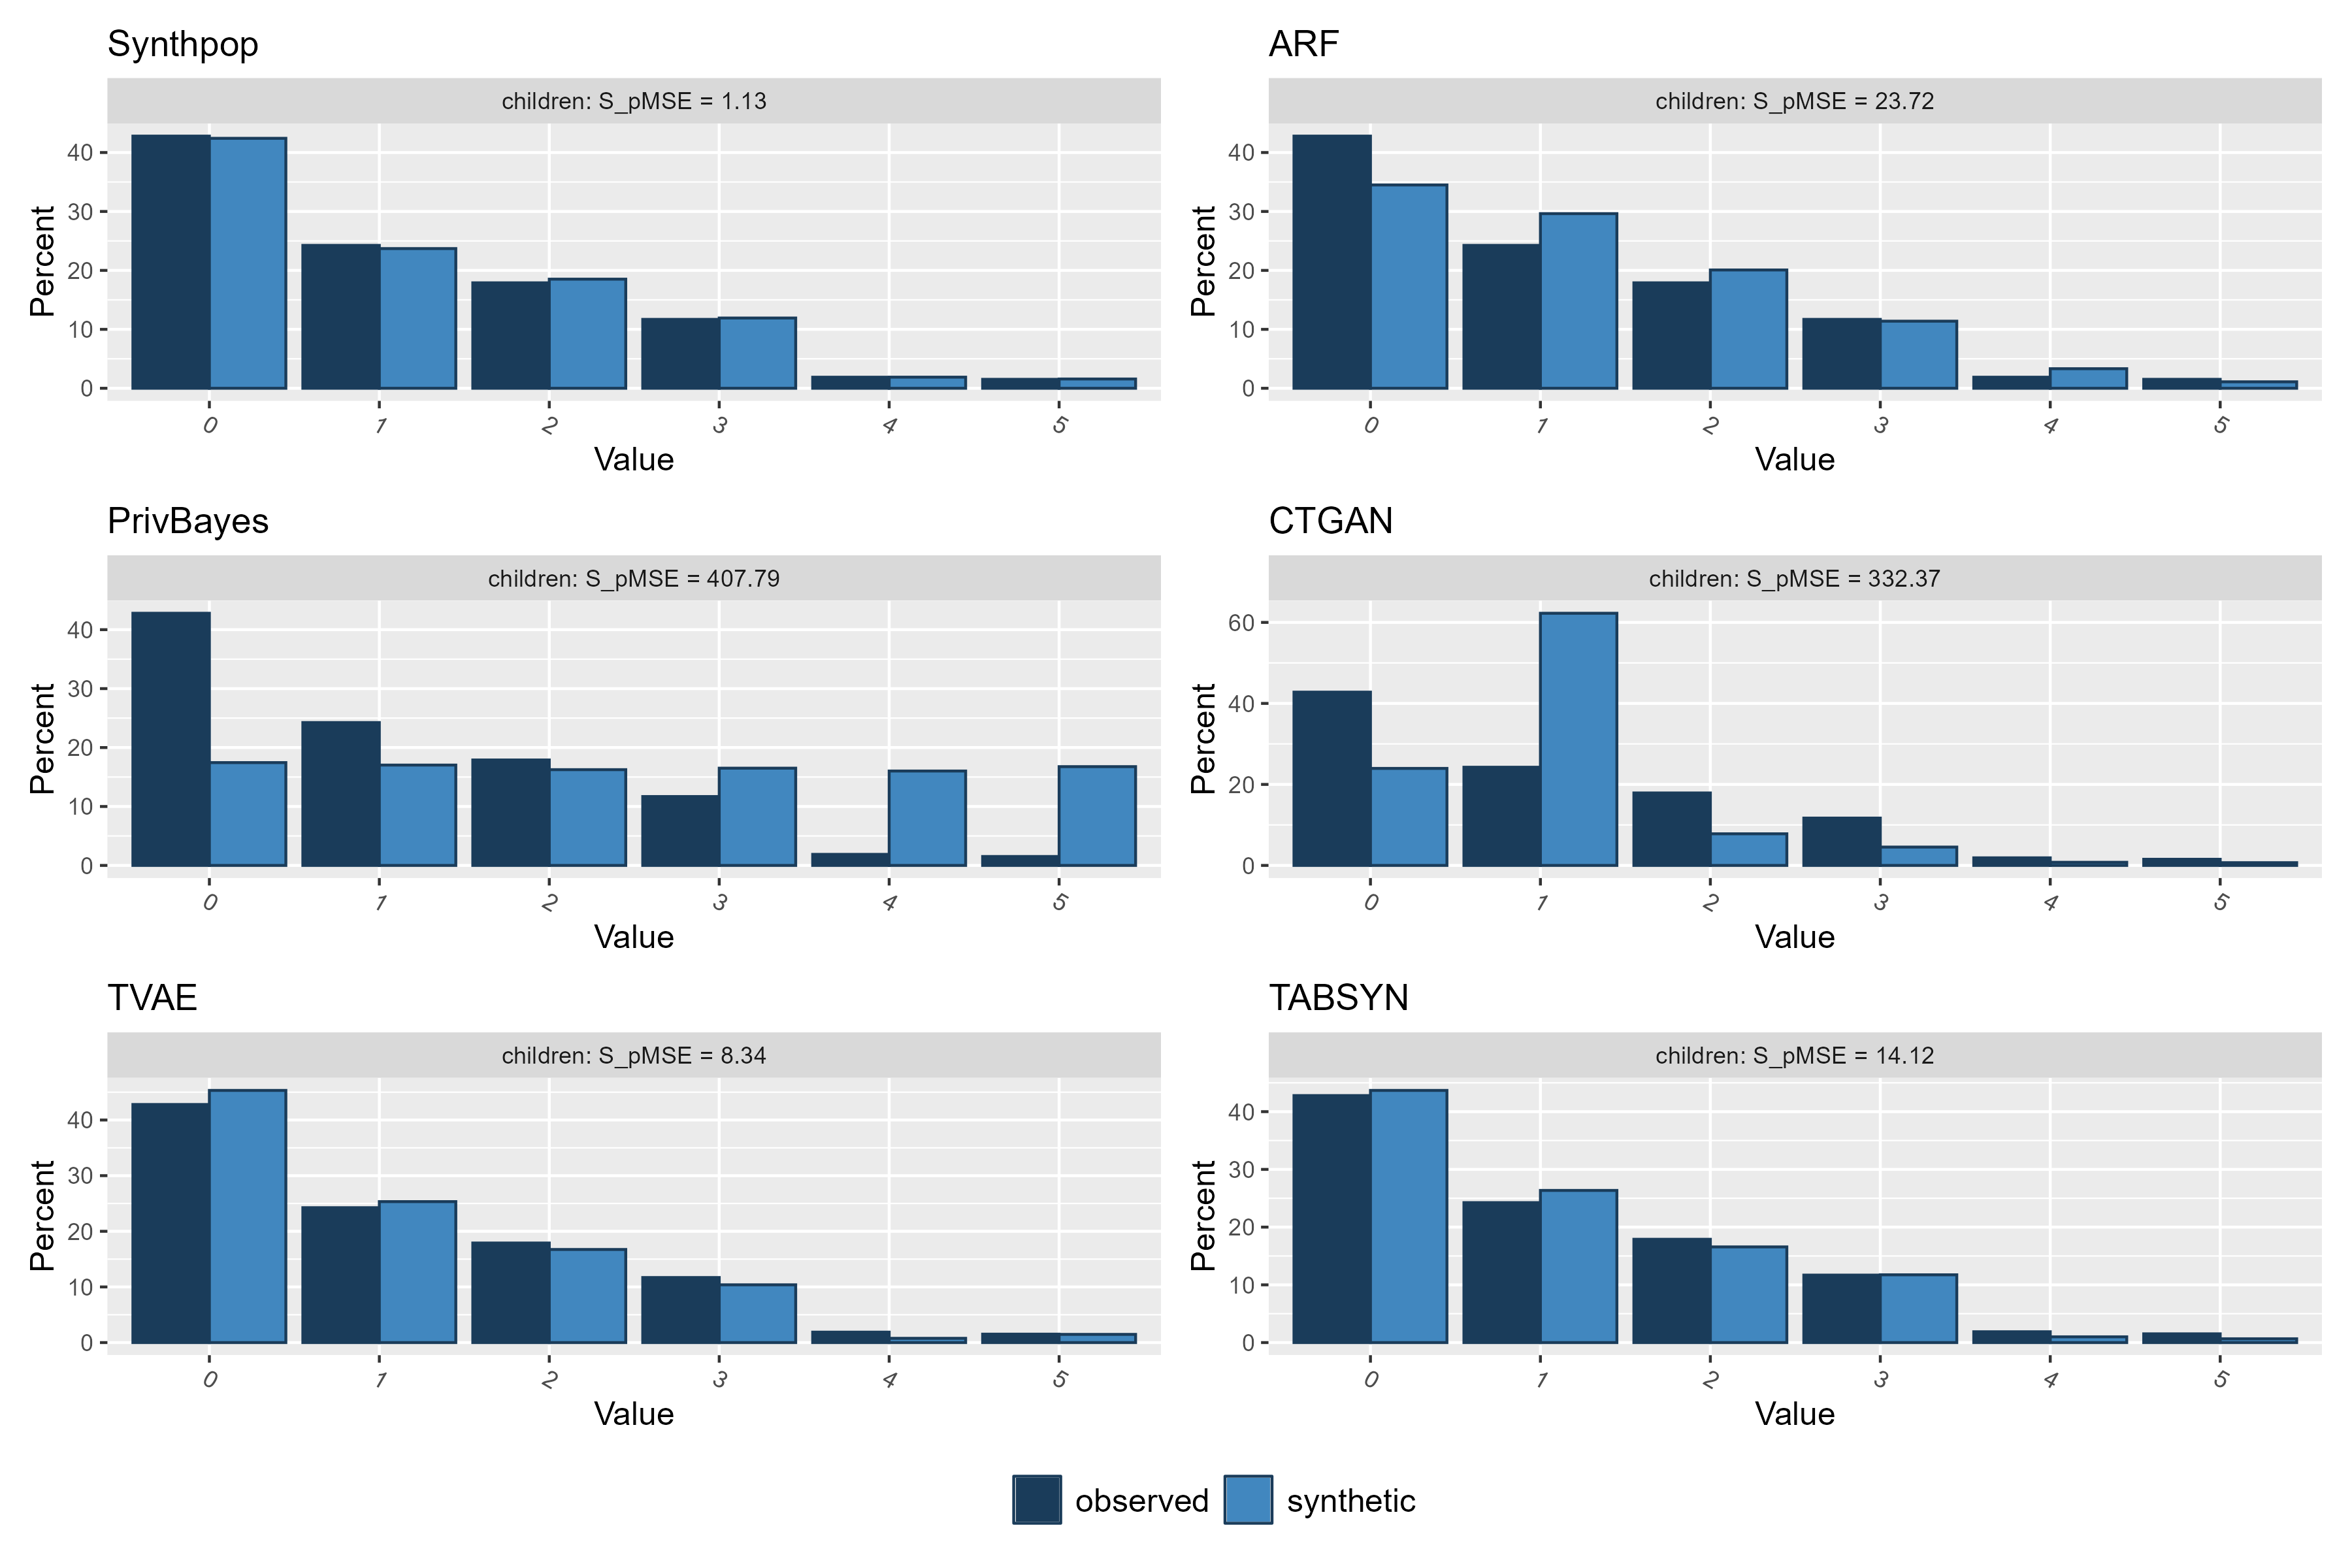 Synthpop
children: S_pMSE = 1.13
Percent
40
30
20
10
0
0 1 2 3 4 5
Value
ARF
children: S_pMSE = 23.72
Percent
40
30
20
10
0
0 1 2 3 4 5
Value
PrivBayes
children: S_pMSE = 407.79
Percent
40
30
20
10
0
0 1 2 3 4 5
Value
CTGAN
children: S_pMSE = 332.37
Percent
60
40
20
0
0 1 2 3 4 5
Value
TVAE
children: S_pMSE = 8.34
Percent
40
30
20
10
0
0 1 2 3 4 5
Value
TABSYN
children: S_pMSE = 14.12
Percent
40
30
20
10
0
0 1 2 3 4 5
Value
observed synthetic